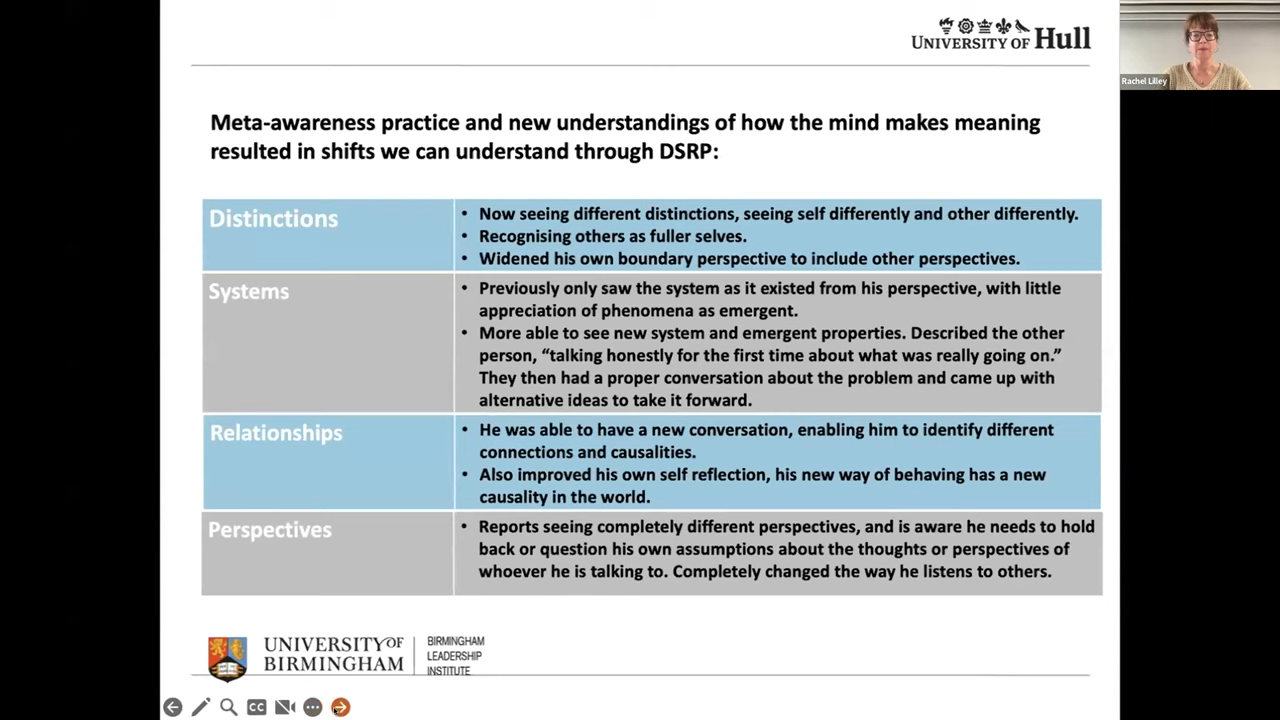 UNIVERSITY OF Hull
Rachel Lilley
Meta-awareness practice and new understandings of how the mind makes meaning
resulted in shifts we can understand through DSRP:
Distinctions
• Now seeing different distinctions, seeing self differently and other differently.
• Recognising others as fuller selves.
• Widened his own boundary perspective to include other perspectives.
Systems
• Previously only saw the system as it existed from his perspective, with little
appreciation of phenomena as emergent.
• More able to see new system and emergent properties. Described the other
person, “talking honestly for the first time about what was really going on.”
They then had a proper conversation about the problem and came up with
alternative ideas to take it forward.
Relationships
• He was able to have a new conversation, enabling him to identify different
connections and causalities.
• Also improved his own self reflection, his new way of behaving has a new
causality in the world.
Perspectives
• Reports seeing completely different perspectives, and is aware he needs to hold
back or question his own assumptions about the thoughts or perspectives of
whoever he is talking to. Completely changed the way he listens to others.
UNIVERSITY OF
BIRMINGHAM
BIRMINGHAM
LEADERSHIP
INSTITUTE
CC